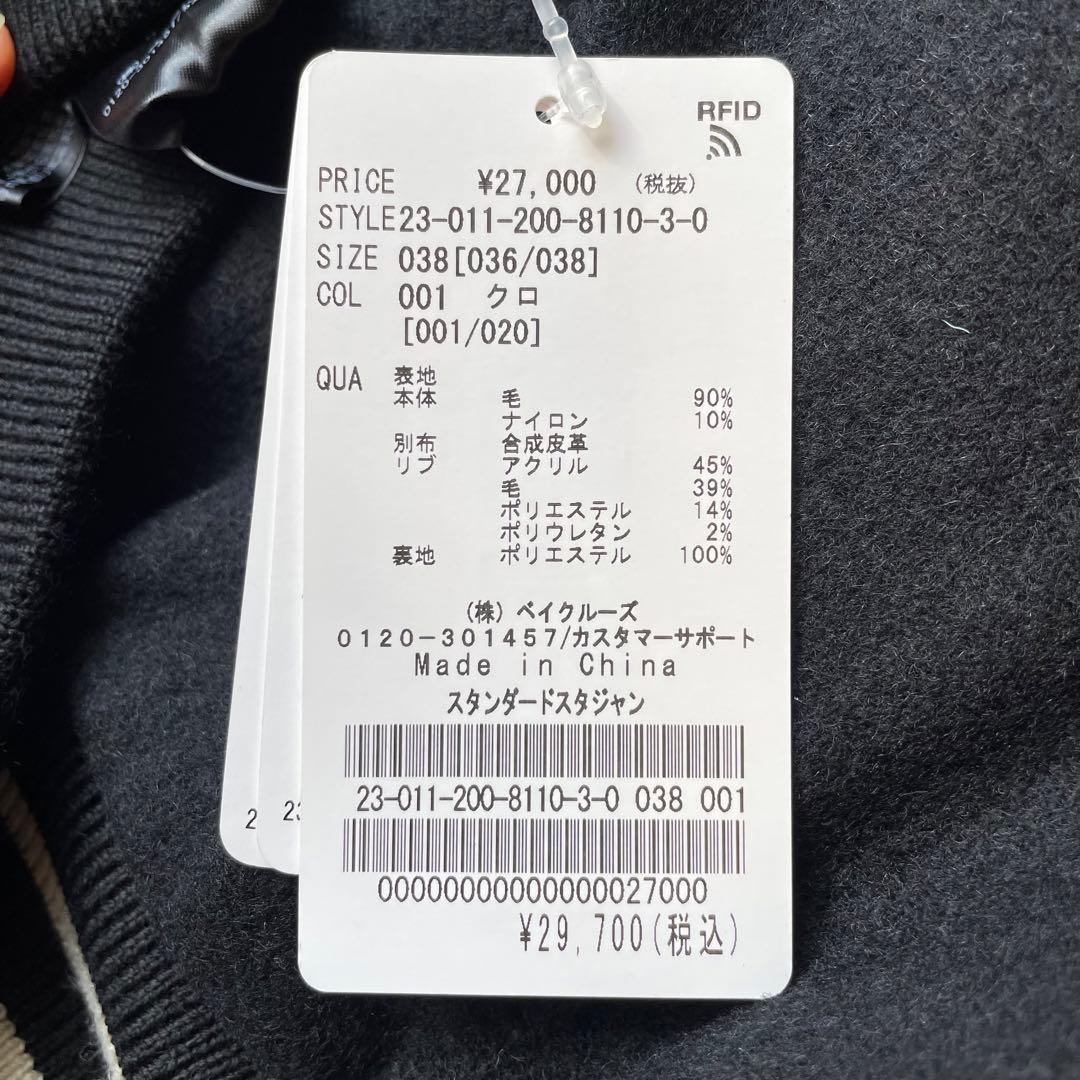 RFID
PRICE ¥27,000 (税抜)
STYLE 23-011-200-8110-3-0
SIZE 038[036/038]
COL 001 クロ
[001/020]
QUA 表地
本体 毛 90%
ナイロン 10%
別布 合成皮革
リブ アクリル 45%
毛 39%
ポリエステル 14%
ポリウレタン 2%
裏地 ポリエステル 100%
(株) ベイクルーズ
0120-301457/カスタマーサポート
Made in China
スタンダードスタジャン
23-011-200-8110-3-0 038 001
2
23
00000000000000027000
¥29,700(税込)